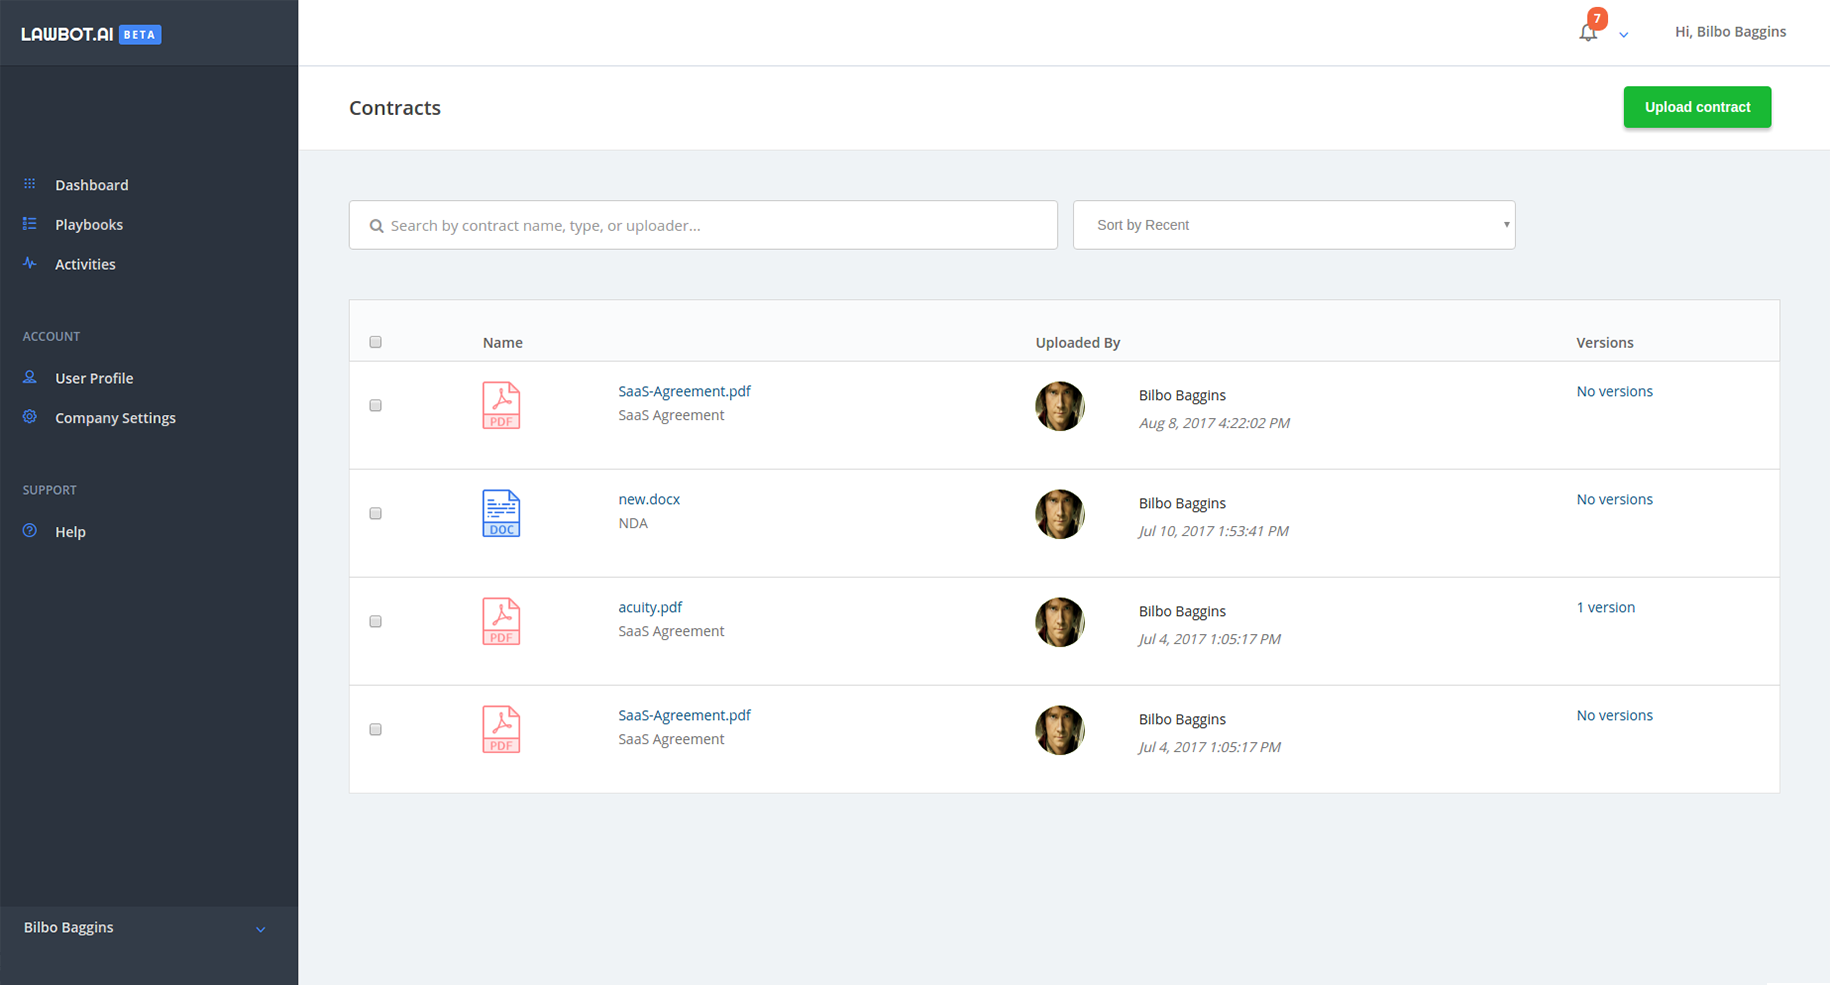 LAWBOT.AI BETA
7
Hi, Bilbo Baggins
Contracts
Upload contract
Dashboard
Playbooks
Activities
ACCOUNT
User Profile
Company Settings
SUPPORT
Help
Bilbo Baggins
Search by contract name, type, or uploader...
Sort by Recent
Name Uploaded By Versions
PDF
SaaS-Agreement.pdf
SaaS Agreement
Bilbo Baggins
Aug 8, 2017 4:22:02 PM
No versions
DOC
new.docx
NDA
Bilbo Baggins
Jul 10, 2017 1:53:41 PM
No versions
PDF
acuity.pdf
SaaS Agreement
Bilbo Baggins
Jul 4, 2017 1:05:17 PM
1 version
PDF
SaaS-Agreement.pdf
SaaS Agreement
Bilbo Baggins
Jul 4, 2017 1:05:17 PM
No versions